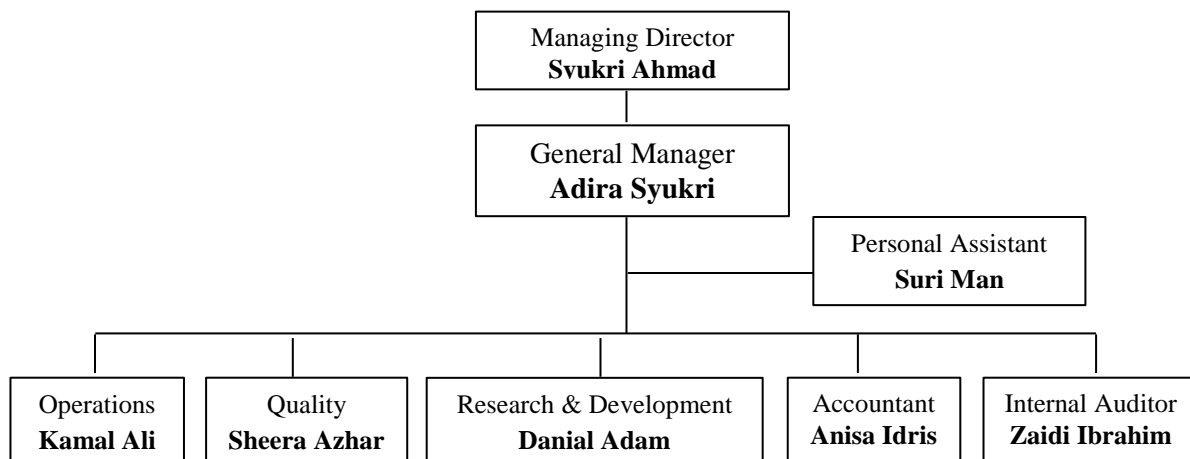 Managing Director
Svukri Ahmad
General Manager
Adira Syukri
Personal Assistant
Suri Man
Operations
Kamal Ali
Quality
Sheera Azhar
Research & Development
Danial Adam
Accountant
Anisa Idris
Internal Auditor
Zaidi Ibrahim